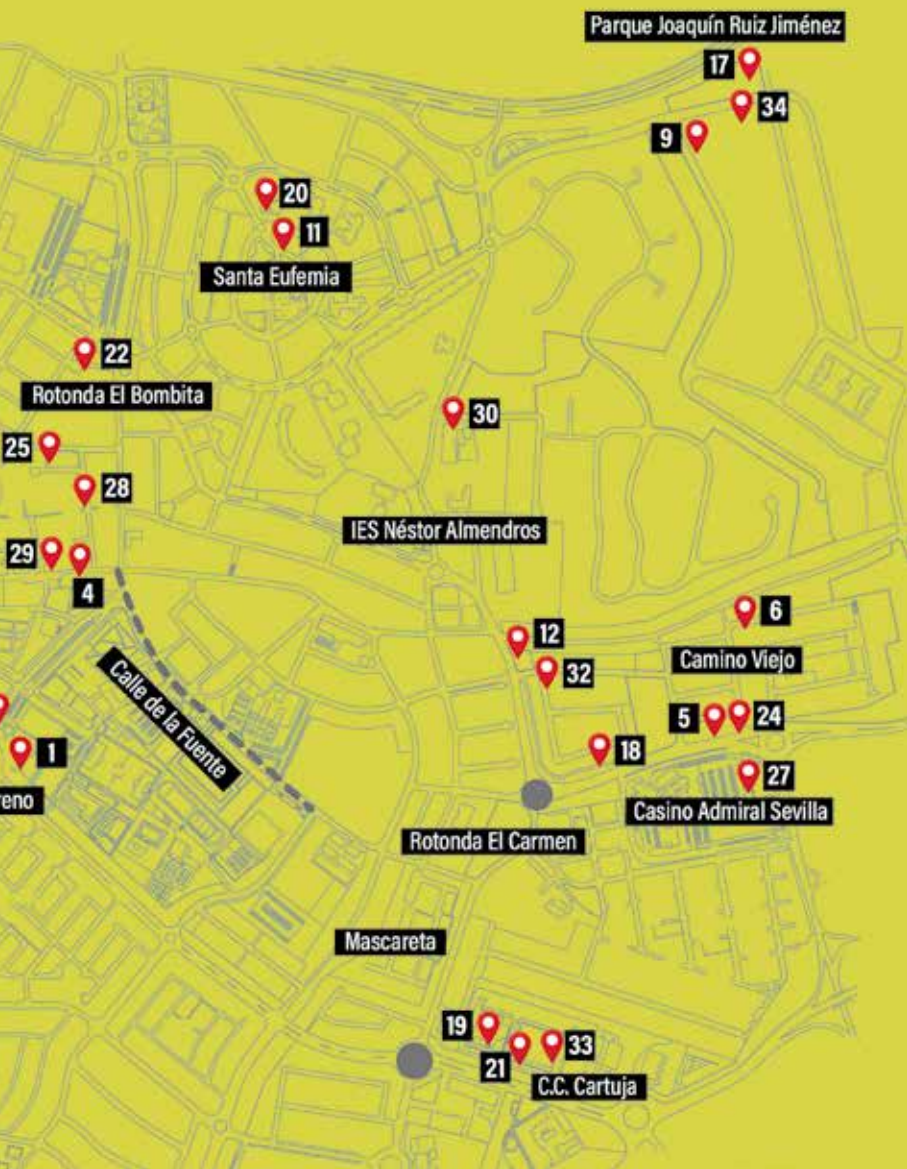 Parque Joaquín Ruiz Jiménez
17
34
9
20
11
Santa Eufemia
22
Rotonda El Bombita
30
25
28
IES Néstor Almendros
29
4
6
12
Camino Viejo
32
Calle de la Fuente
5
24
18
1
27
reno
Casino Admiral Sevilla
Rotonda El Carmen
Mascareta
19
33
21
C.C. Cartuja